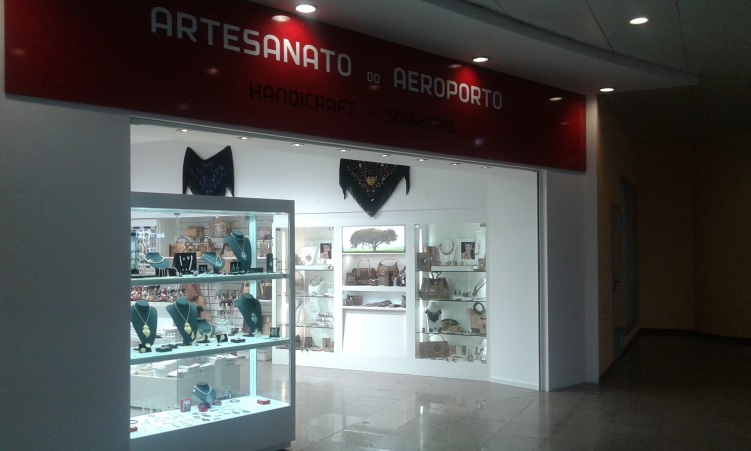 ARTESANATO DO AEROPORTO
HANDICRAFT - SOUVENIRS